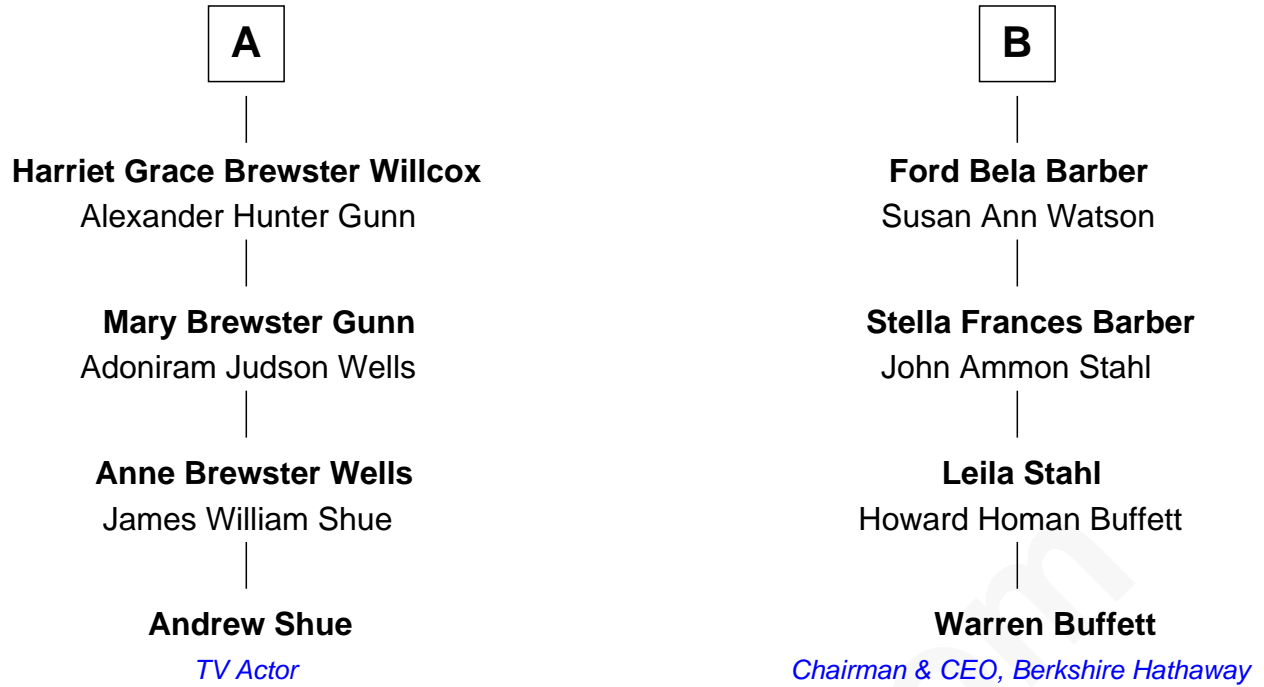 A
Harriet Grace Brewster Willcox
Alexander Hunter Gunn
Mary Brewster Gunn
Adoniram Judson Wells
Anne Brewster Wells
James William Shue
Andrew Shue
TV Actor
B
Ford Bela Barber
Susan Ann Watson
Stella Frances Barber
John Ammon Stahl
Leila Stahl
Howard Homan Buffett
Warren Buffett
Chairman & CEO, Berkshire Hathaway